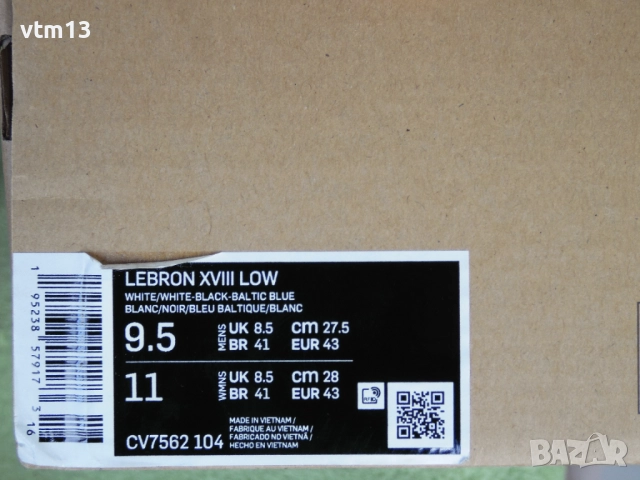 vtm13
LEBRON XVIII LOW
WHITE/WHITE-BLACK-BALTIC BLUE
BLANC/NOIR/BLEU BALTIQUE/BLANC
9.5 MENS UK 8.5 cm 27.5
BR 41 EUR 43
11 WMNS UK 8.5 cm 28
BR 41 EUR 43
MADE IN VIETNAM /
FABRIQUE AU VIETNAM /
FABRICADO NO VIETNÃ /
HECHO EN VIETNAM
CV7562 104
1 95238 57917 3 16
BAZAR